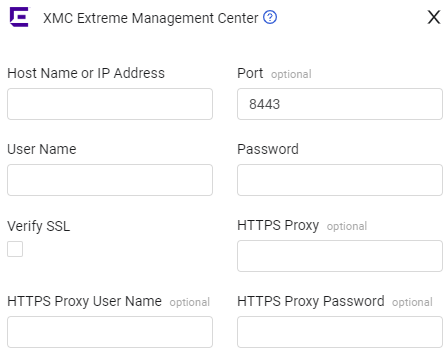 XMC Extreme Management Center ? X
Host Name or IP Address Port optional
8443
User Name Password
Verify SSL HTTPS Proxy optional
HTTPS Proxy User Name optional HTTPS Proxy Password optional